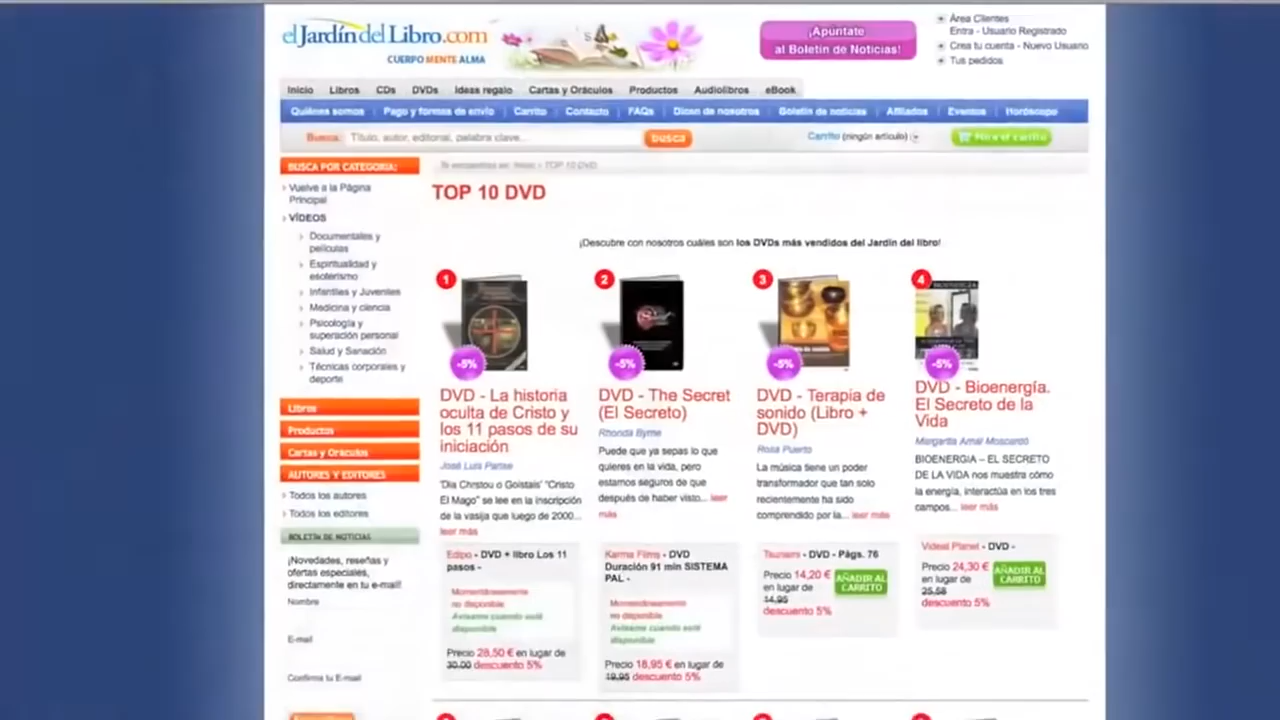 elJardíndelLibro.com
CUERPO MENTE ALMA
¡Apúntate
al Boletín de Noticias!
Área Clientes
Entra - Usuario Registrado
Crea tu cuenta - Nuevo Usuario
Tus pedidos
Inicio Libros CDs DVDs Ideas regalo Cartas y Oráculos Productos Audiolibros eBook
Quiénes somos Pago y formas de envío Carrito Contacto FAQs Dicen de nosotros Boletín de noticias Afiliados Eventos Horóscopo
Busca: Título, autor, editorial, palabra clave... busca Carrito (ningún artículo)
BUSCA POR CATEGORIA:
TOP 10 DVD
Vuelve a la Página
Principal
VÍDEOS
Documentales y
películas
Espiritualidad y
esoterismo
Infantiles y Juveniles
Medicina y ciencia
Psicología y
superación personal
Salud y Sanación
Técnicas corporales y
deporte
Libros
Productos
Cartas y Oráculos
AUTORES Y EDITORES
Todos los autores
Todos los editores
BOLETÍN DE NOTICIAS
¡Novedades, reseñas y
ofertas especiales,
directamente en tu e-mail!
Nombre
E-mail
Confirma tu E-mail
TOP 10 DVD
¡Descubre con nosotros cuáles son los DVDs más vendidos del Jardín del libro!
1
-5%
DVD - La historia
oculta de Cristo y
los 11 pasos de su
iniciación
José Luis Parise
"Dia Chrstou o Goistais" "Cristo
El Mago" se lee en la inscripción
de la vasija que luego de 2000...
leer más
Edipo - DVD + libro Los 11
pasos -
Momentáneamente
no disponible
Avísame cuando esté
disponible
Precio 28,50 € en lugar de
30,00 descuento 5%
2
-5%
DVD - The Secret
(El Secreto)
Rhonda Byrne
Puede que ya sepas lo que
quieres en la vida, pero
estamos seguros de que
después de haber visto... leer
más
Karma Films - DVD
Duración 91 min SISTEMA
PAL -
Momentáneamente
no disponible
Avísame cuando esté
disponible
Precio 18,95 € en lugar de
19,95 descuento 5%
3
-5%
DVD - Terapia de
sonido (Libro +
DVD)
Rosa Puerto
La música tiene un poder
transformador que tan solo
recientemente ha sido
comprendido por la... leer más
Tsunami - DVD - Págs. 76
Precio 14,20 €
en lugar de
14,95
descuento 5%
AÑADIR AL
CARRITO
4
BIOENERGIA
-5%
DVD - Bioenergía.
El Secreto de la
Vida
Margarita Amal Moscardó
BIOENERGIA – EL SECRETO
DE LA VIDA nos muestra cómo
la energía, interactúa en los tres
campos... leer más
Videal Planet - DVD -
Precio 24,30 €
en lugar de
25,58
descuento 5%
AÑADIR AL
CARRITO